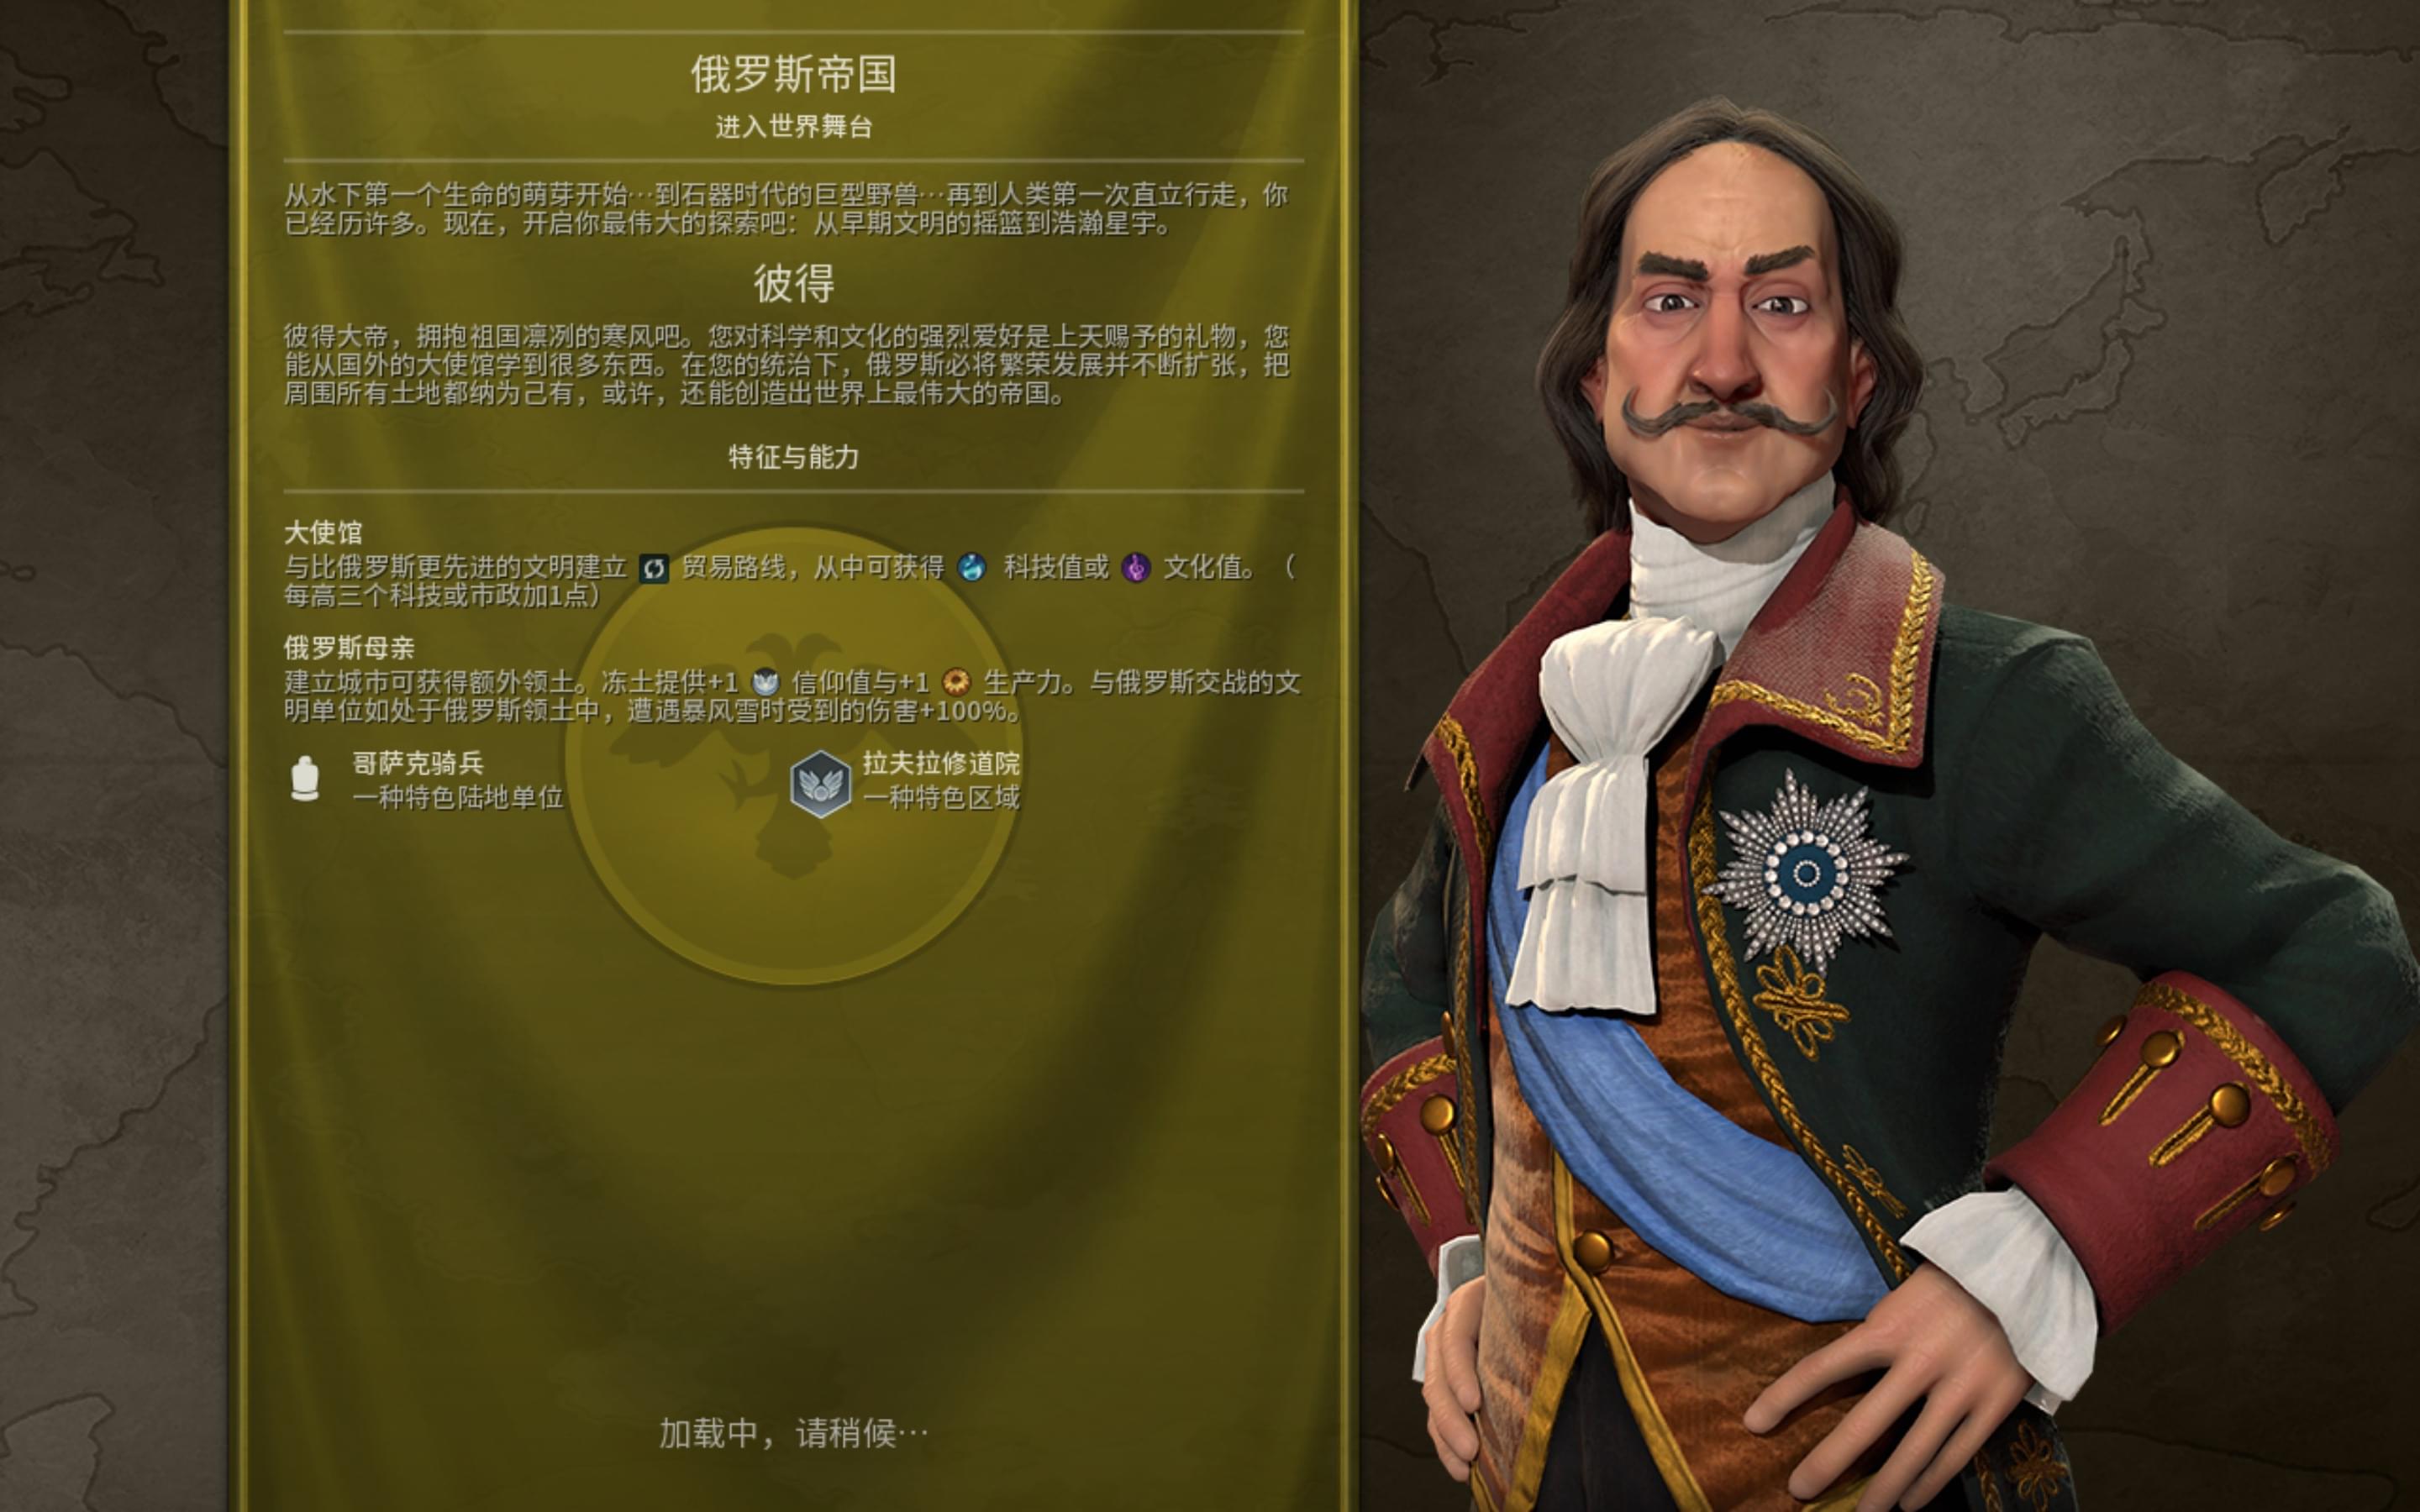 俄罗斯帝国
进入世界舞台
从水下第一个生命的萌芽开始…到石器时代的巨型野兽…再到人类第一次直立行走，你
已经历许多。现在，开启你最伟大的探索吧：从早期文明的摇篮到浩瀚星宇。
彼得
彼得大帝，拥抱祖国凛冽的寒风吧。您对科学和文化的强烈爱好是上天赐予的礼物，您
能从国外的大使馆学到很多东西。在您的统治下，俄罗斯必将繁荣发展并不断扩张，把
周围所有土地都纳为己有，或许，还能创造出世界上最伟大的帝国。
特征与能力
大使馆
与比俄罗斯更先进的文明建立 贸易路线，从中可获得 科技值或 文化值。（
每高三个科技或市政加1点）
俄罗斯母亲
建立城市可获得额外领土。冻土提供+1 信仰值与+1 生产力。与俄罗斯交战的文
明单位如处于俄罗斯领土中，遭遇暴风雪时受到的伤害+100%。
哥萨克骑兵
一种特色陆地单位
拉夫拉修道院
一种特色区域
加载中，请稍候…